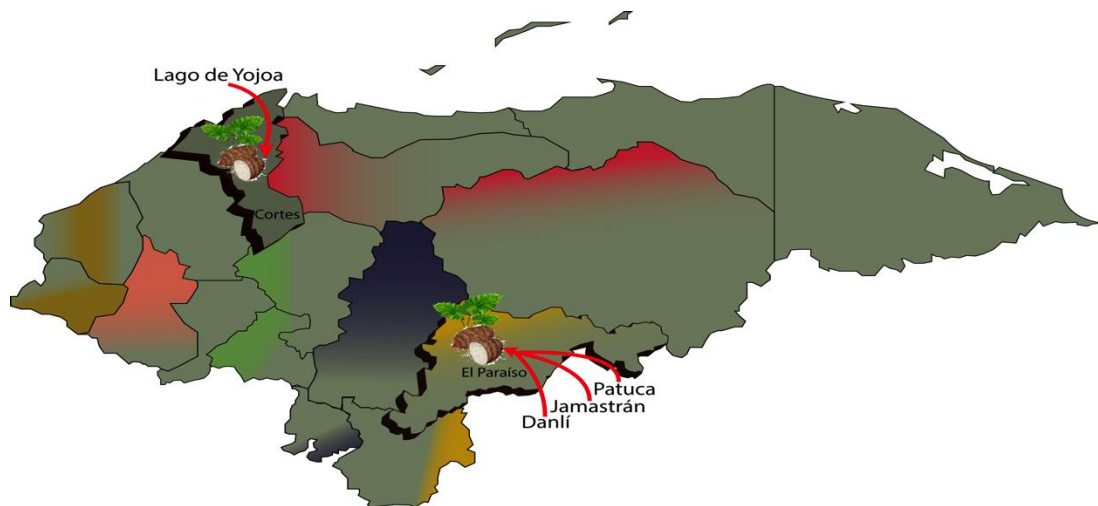 Lago de Yojoa
Cortes
El Paraíso
Patuca
Jamastrán
Danlí